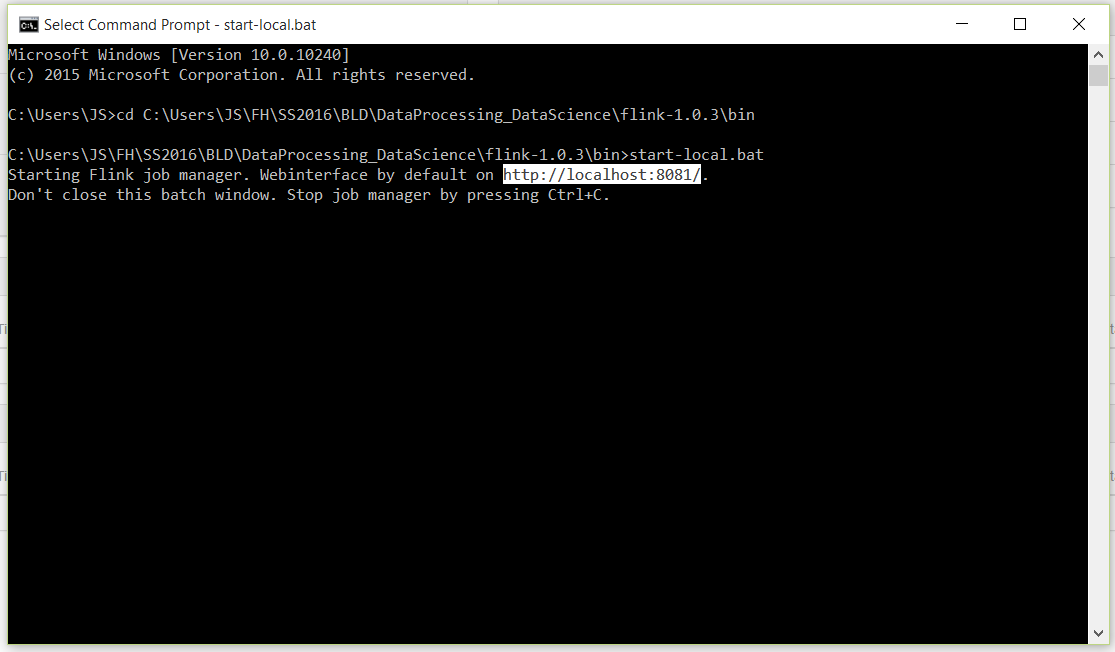 Select Command Prompt - start-local.bat
Microsoft Windows [Version 10.0.10240]
(c) 2015 Microsoft Corporation. All rights reserved.
C:\Users\JS>cd C:\Users\JS\FH\SS2016\BLD\DataProcessing_DataScience\flink-1.0.3\bin
C:\Users\JS\FH\SS2016\BLD\DataProcessing_DataScience\flink-1.0.3\bin>start-local.bat
Starting Flink job manager. Webinterface by default on http://localhost:8081/.
Don't close this batch window. Stop job manager by pressing Ctrl+C.